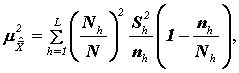 μ²_X̂̄ = Σ_{h=1}^{L} (N_h/N)² S_h²/n_h (1 - n_h/N_h),